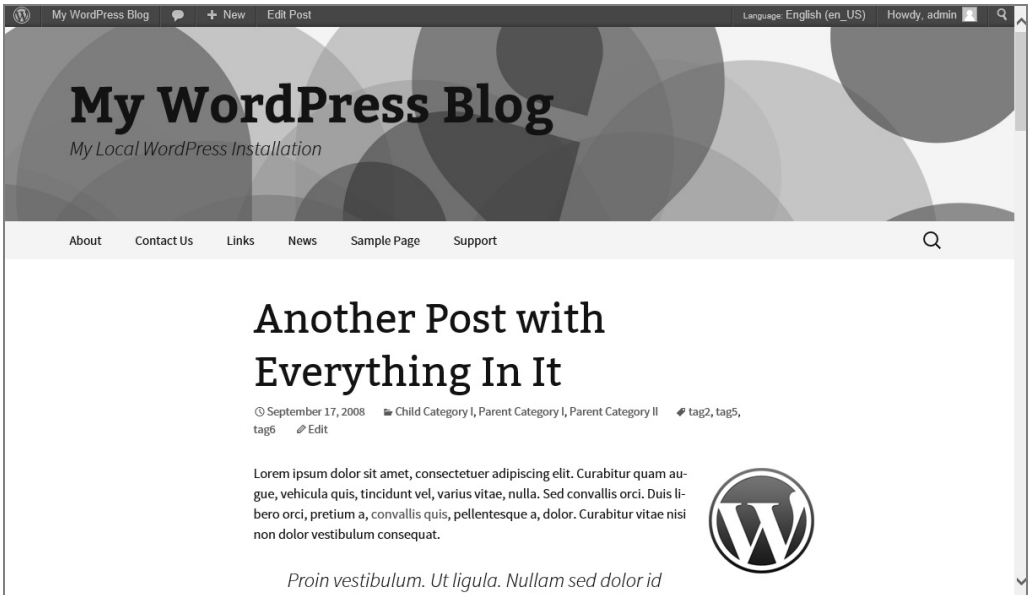 My WordPress Blog + New Edit Post Language: English (en_US) Howdy, admin
My WordPress Blog
My Local WordPress Installation
About Contact Us Links News Sample Page Support
Another Post with
Everything In It
September 17, 2008 Child Category I, Parent Category I, Parent Category II tag2, tag5,
tag6 Edit
Lorem ipsum dolor sit amet, consectetuer adipiscing elit. Curabitur quam au-
gue, vehicula quis, tincidunt vel, varius vitae, nulla. Sed convallis orci. Duis li-
bero orci, pretium a, convallis quis, pellentesque a, dolor. Curabitur vitae nisi
non dolor vestibulum consequat.
Proin vestibulum. Ut ligula. Nullam sed dolor id